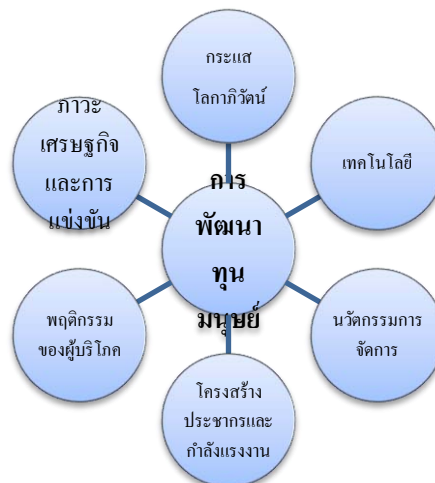 กระแส
โลกาภิวัตน์
ภาวะ
เศรษฐกิจ
และการ
แข่งขัน
เทคโนโลยี
การ
พัฒนา
ทุน
มนุษย์
พฤติกรรม
ของผู้บริโภค
นวัตกรรมการ
จัดการ
โครงสร้าง
ประชากรและ
กำลังแรงงาน